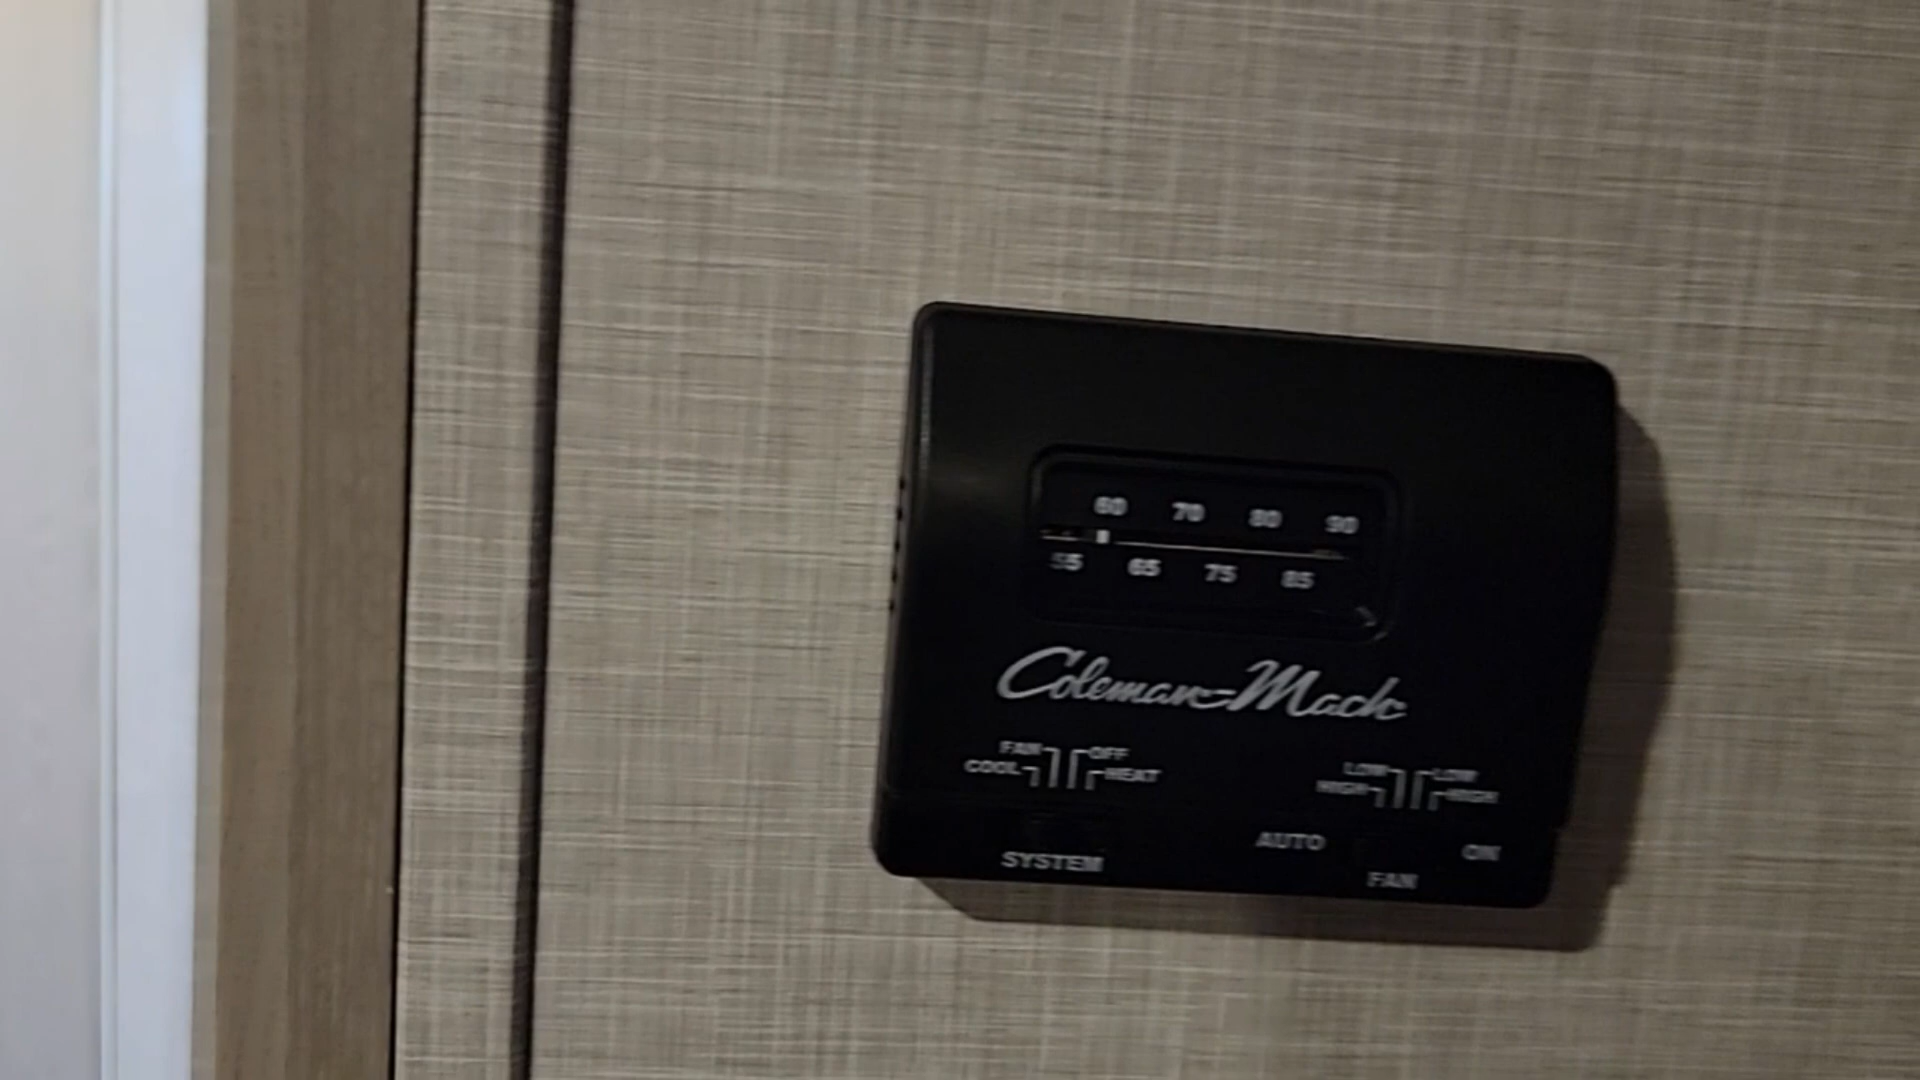 60 70 80 90
55 65 75 85
Coleman-Mach
FAN OFF
COOL HEAT
LOW LOW
HIGH HIGH
AUTO ON
SYSTEM
FAN